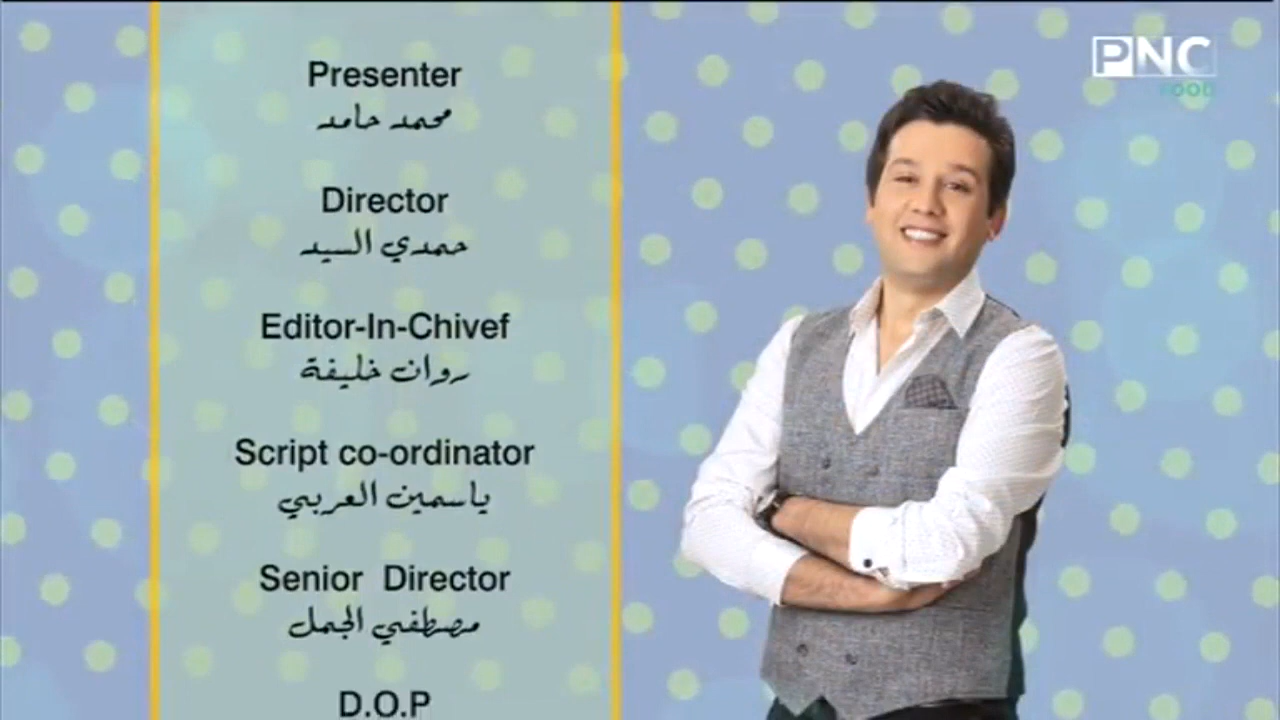 PNC
FOOD
Presenter
محمد حامد
Director
حمدي السيد
Editor-In-Chivef
روان خليفة
Script co-ordinator
ياسمين العربي
Senior  Director
مصطفي الجمل
D.O.P